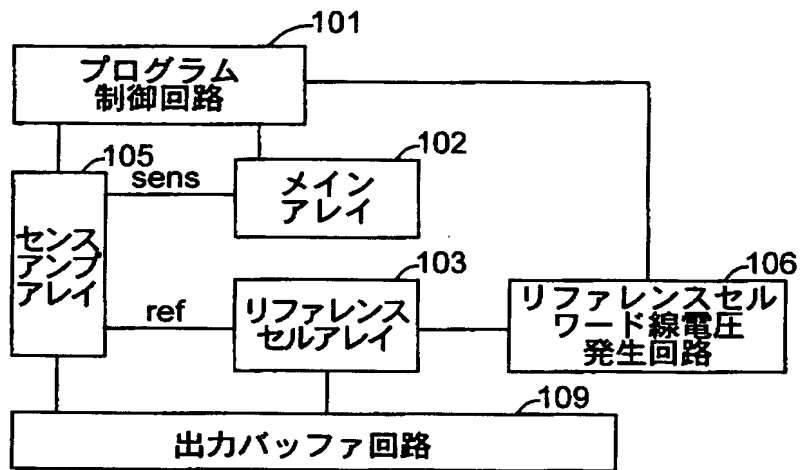 101
プログラム
制御回路
105
sens
102
メイン
アレイ
センス
アンプ
アレイ
ref
103
リファレンス
セルアレイ
106
リファレンスセル
ワード線電圧
発生回路
109
出力バッファ回路